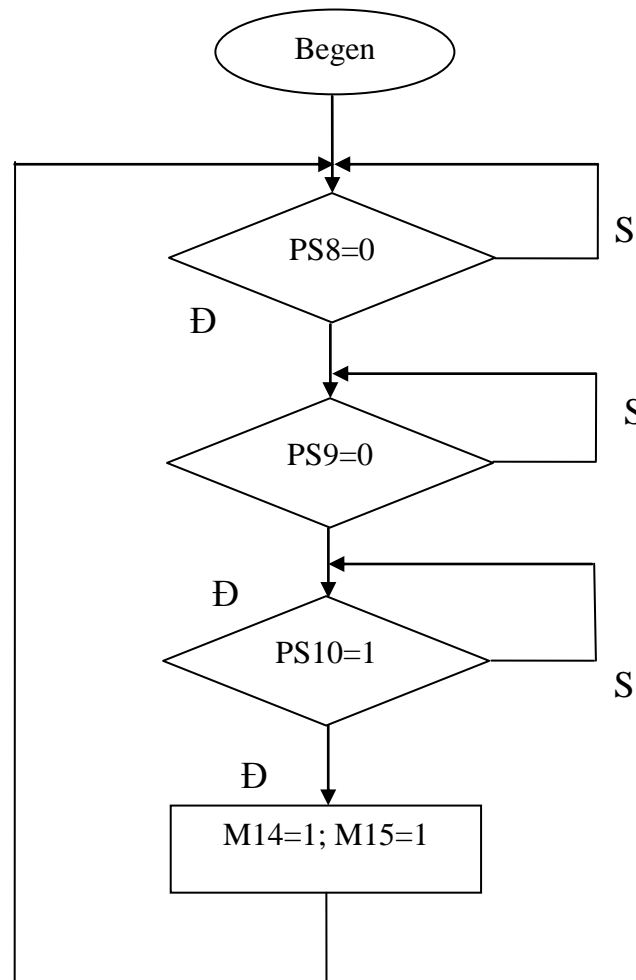 Begen
PS8=0
S
Đ
PS9=0
S
Đ
PS10=1
S
Đ
M14=1; M15=1